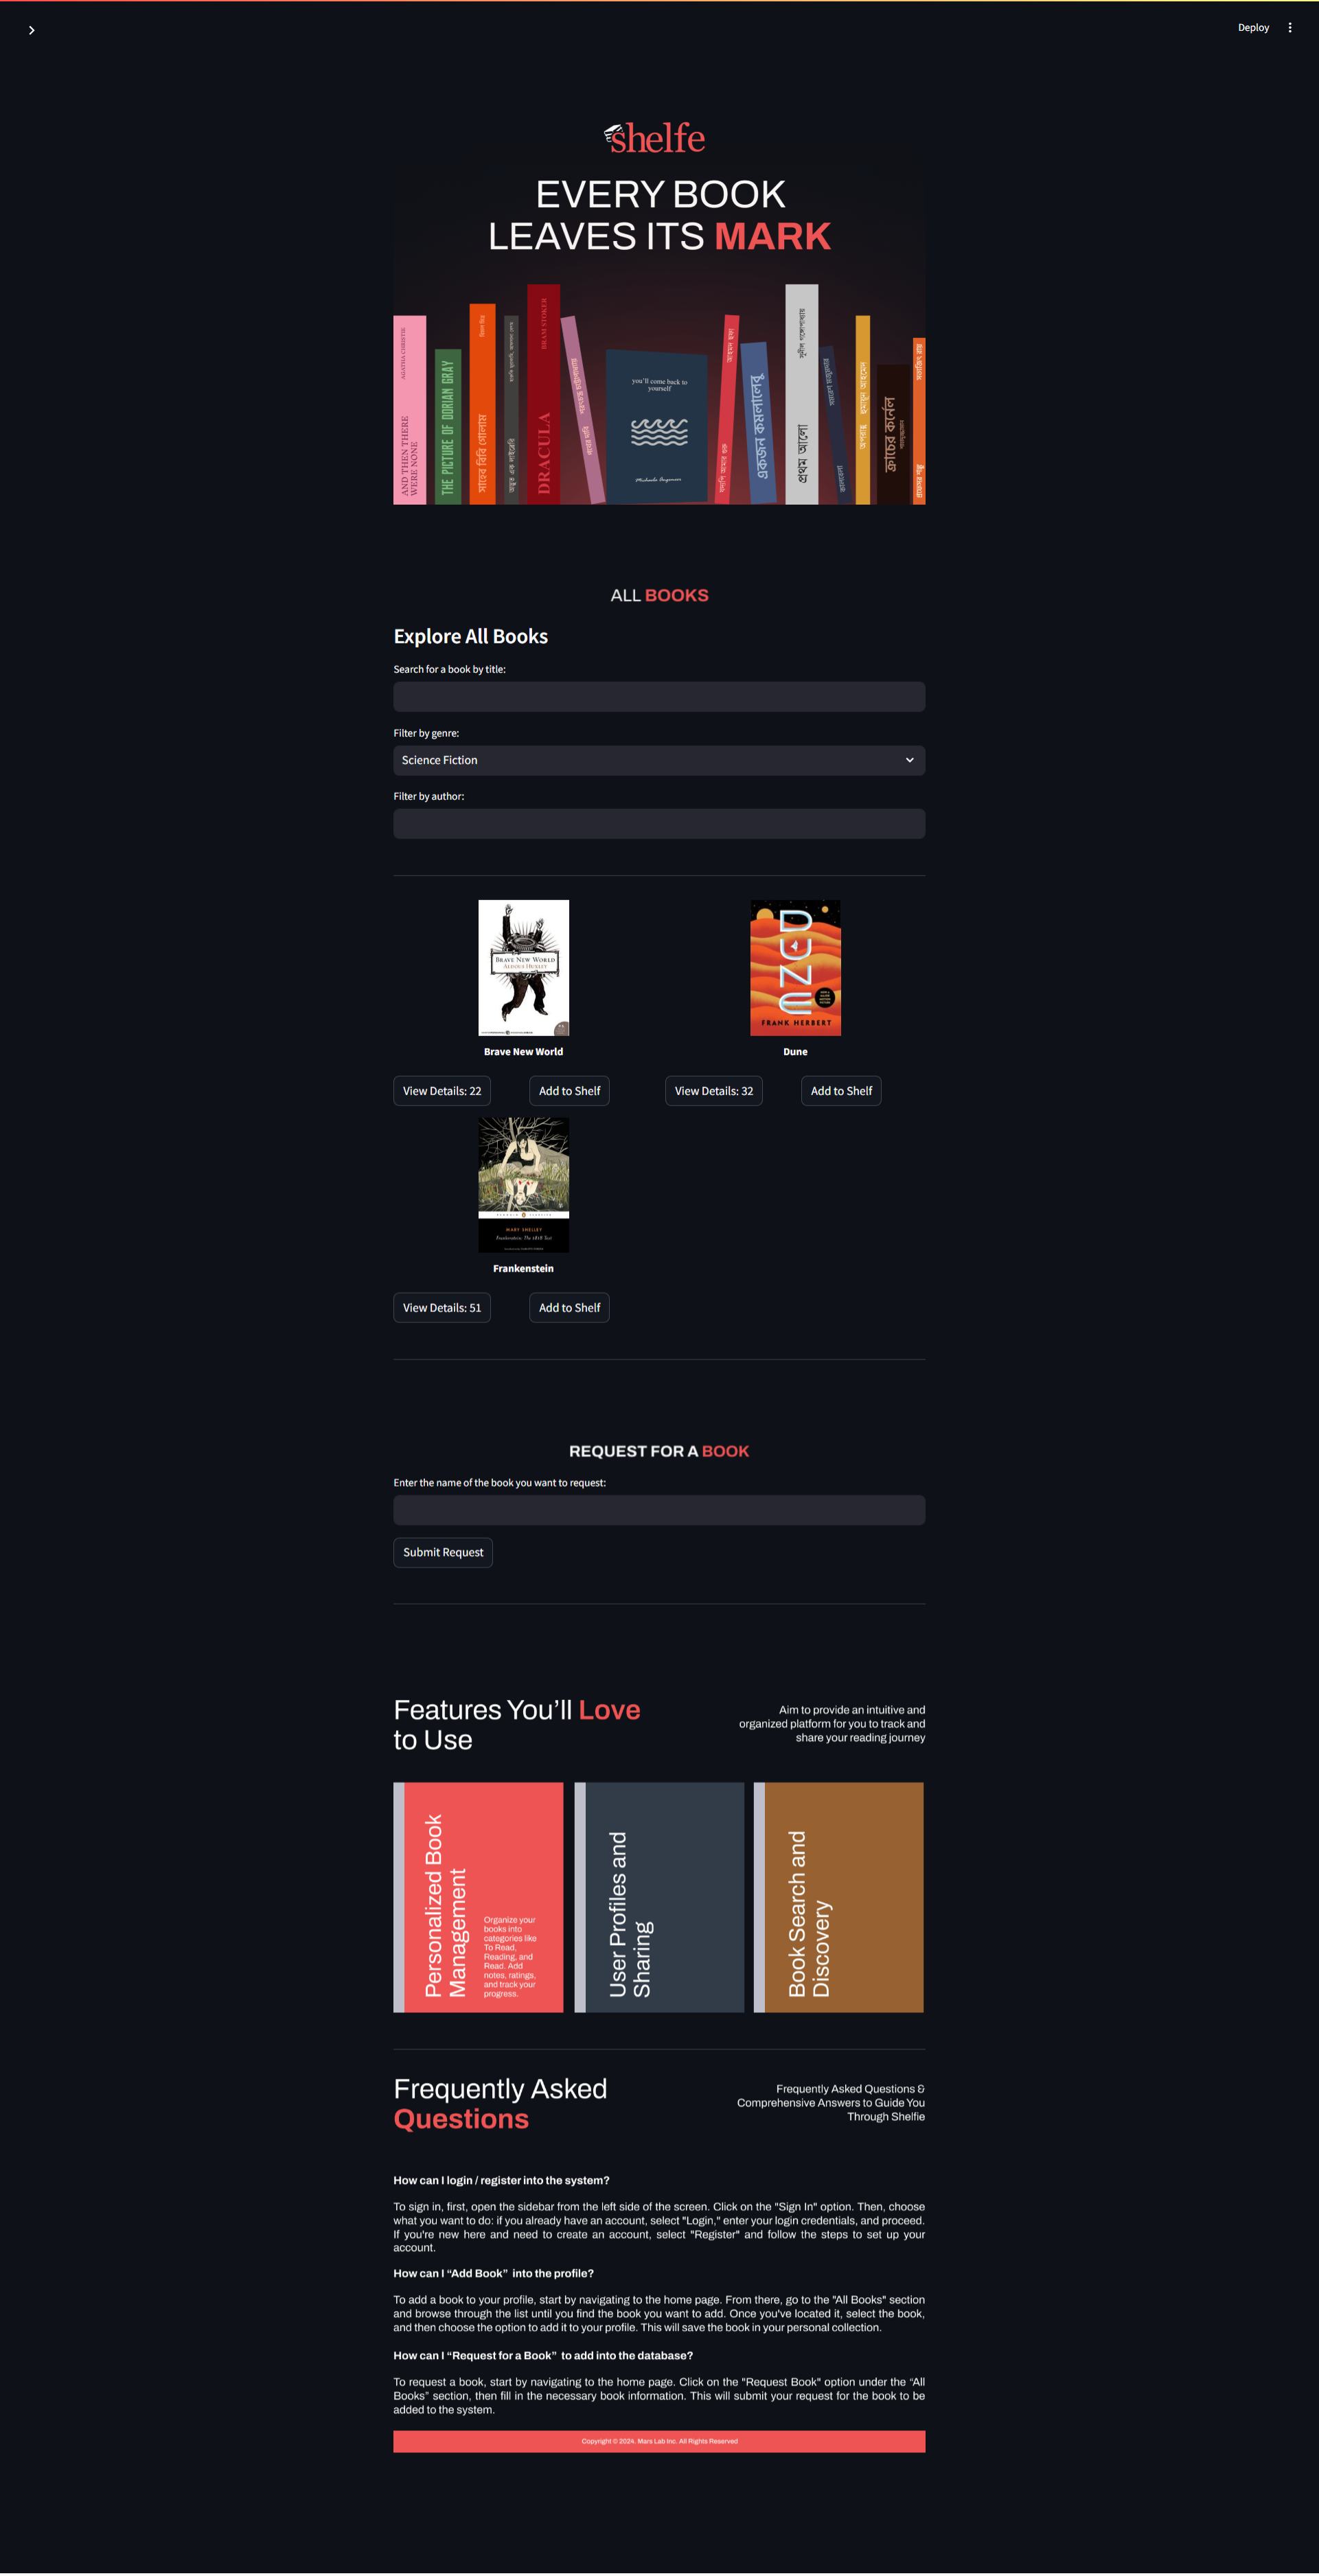 Deploy
shelfe
EVERY BOOK
LEAVES ITS MARK
AGATHA CHRISTIE
AND THEN THERE
WERE NONE
THE PICTURE OF DORIAN GRAY
সাহেব বিবি গোলাম
BRAM STOKER
DRACULA
you'll come back to
yourself
একজন কমলালেবু
সুনীল গঙ্গোপাধ্যায়
প্রথম আলো
হুমায়ূন আহমেদ
ক্রাচের কর্নেল
ALL BOOKS
Explore All Books
Search for a book by title:
Filter by genre:
Science Fiction
Filter by author:
BRAVE NEW WORLD
ALDOUS HUXLEY
DUNE
FRANK HERBERT
Brave New World
Dune
View Details: 22
Add to Shelf
View Details: 32
Add to Shelf
MARY SHELLEY
Frankenstein: The 1818 Text
Frankenstein
View Details: 51
Add to Shelf
REQUEST FOR A BOOK
Enter the name of the book you want to request:
Submit Request
Features You’ll Love
to Use
Aim to provide an intuitive and
organized platform for you to track and
share your reading journey
Personalized Book
Management
Organize your
books into
categories like
To Read,
Reading, and
Read. Add
notes, ratings,
and track your
progress.
User Profiles and
Sharing
Book Search and
Discovery
Frequently Asked
Questions
Frequently Asked Questions &
Comprehensive Answers to Guide You
Through Shelfie
How can I login / register into the system?
To sign in, first, open the sidebar from the left side of the screen. Click on the "Sign In" option. Then, choose
what you want to do: if you already have an account, select "Login," enter your login credentials, and proceed.
If you're new here and need to create an account, select "Register" and follow the steps to set up your
account.
How can I “Add Book” into the profile?
To add a book to your profile, start by navigating to the home page. From there, go to the "All Books" section
and browse through the list until you find the book you want to add. Once you've located it, select the book,
and then choose the option to add it to your profile. This will save the book in your personal collection.
How can I “Request for a Book” to add into the database?
To request a book, start by navigating to the home page. Click on the "Request Book" option under the “All
Books” section, then fill in the necessary book information. This will submit your request for the book to be
added to the system.
Copyright © 2024. Mars Lab Inc. All Rights Reserved